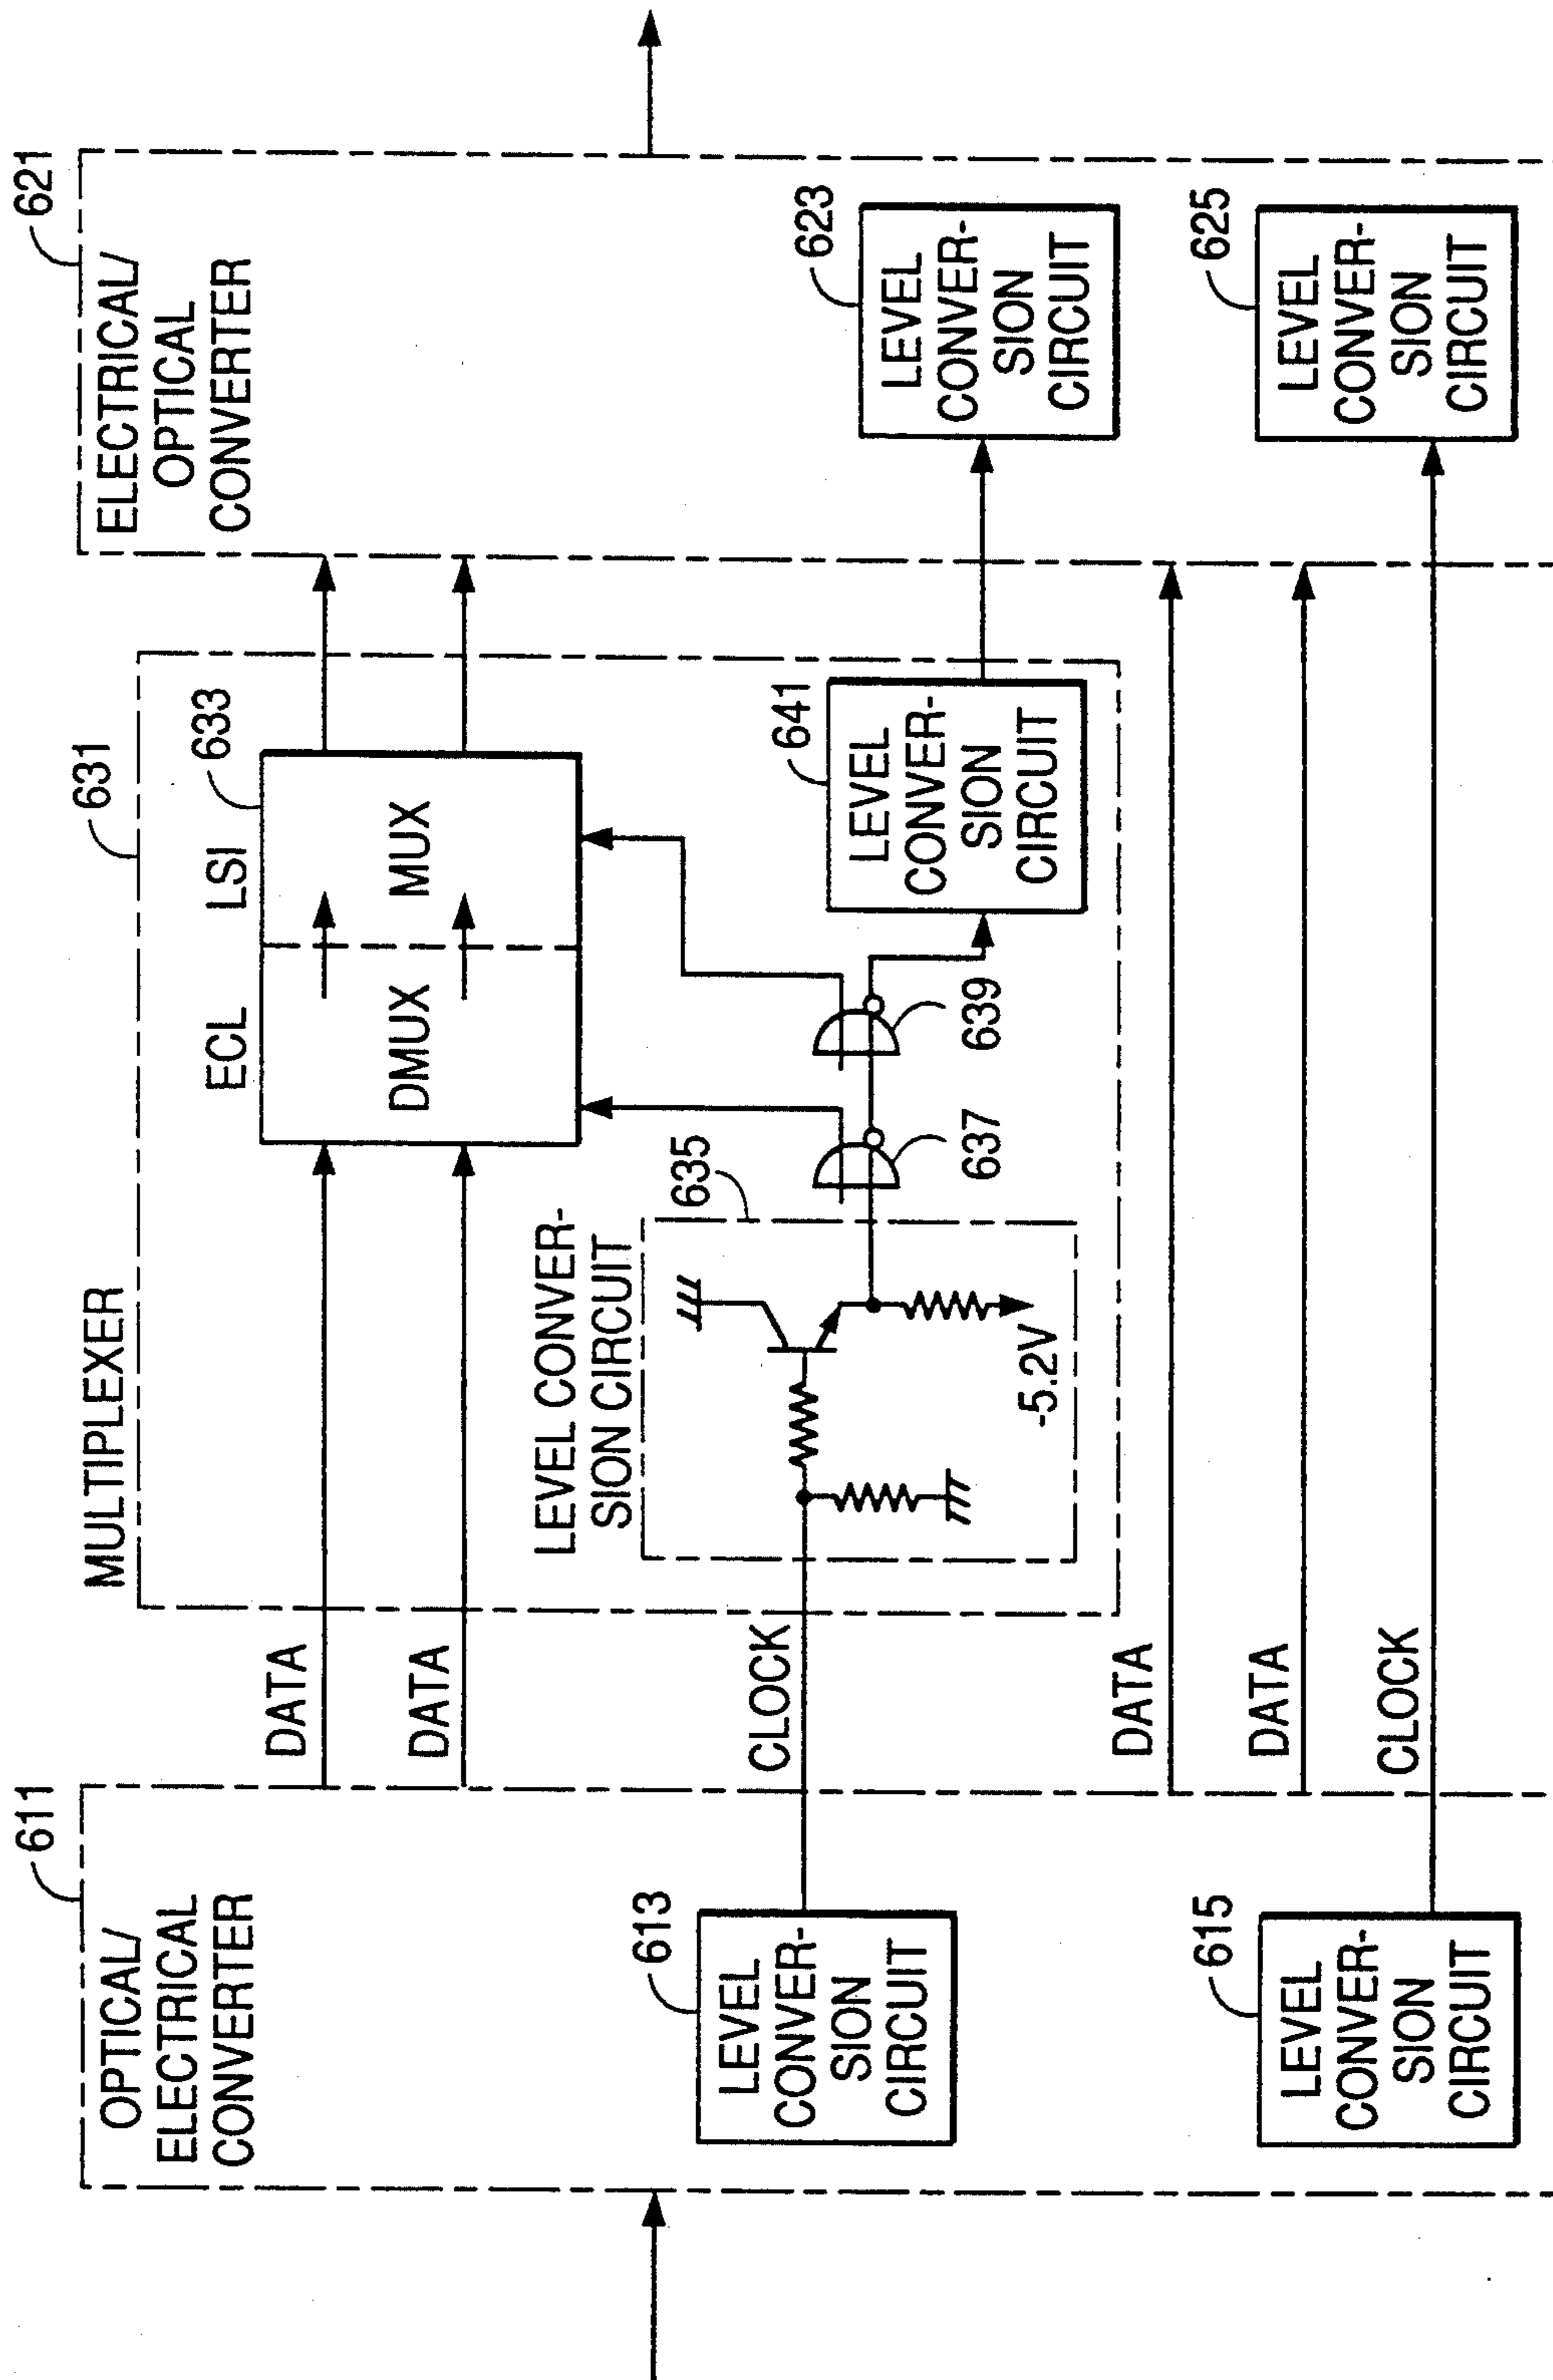 611
OPTICAL/
ELECTRICAL
CONVERTER
613
LEVEL
CONVER-
SION
CIRCUIT
615
LEVEL
CONVER-
SION
CIRCUIT
DATA
DATA
CLOCK
DATA
DATA
CLOCK
MULTIPLEXER
631
ECL LSI
633
DMUX MUX
LEVEL CONVER-
SION CIRCUIT
635
-5.2V
637
639
641
LEVEL
CONVER-
SION
CIRCUIT
621
ELECTRICAL/
OPTICAL
CONVERTER
623
LEVEL
CONVER-
SION
CIRCUIT
625
LEVEL
CONVER-
SION
CIRCUIT